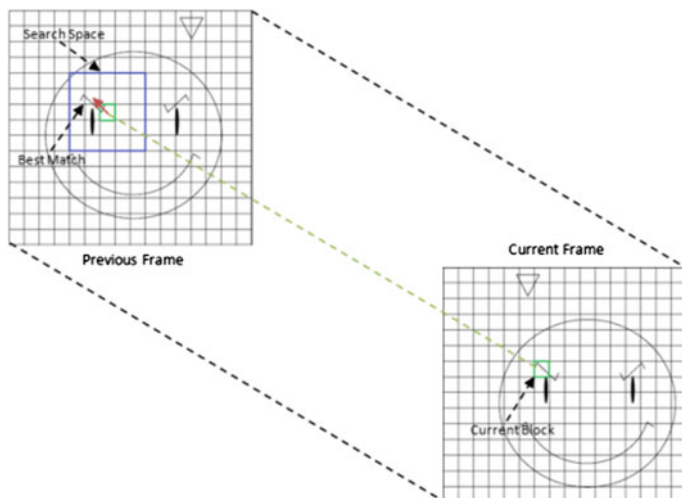 Search Space
Best Match
Previous Frame
Current Frame
Current Block